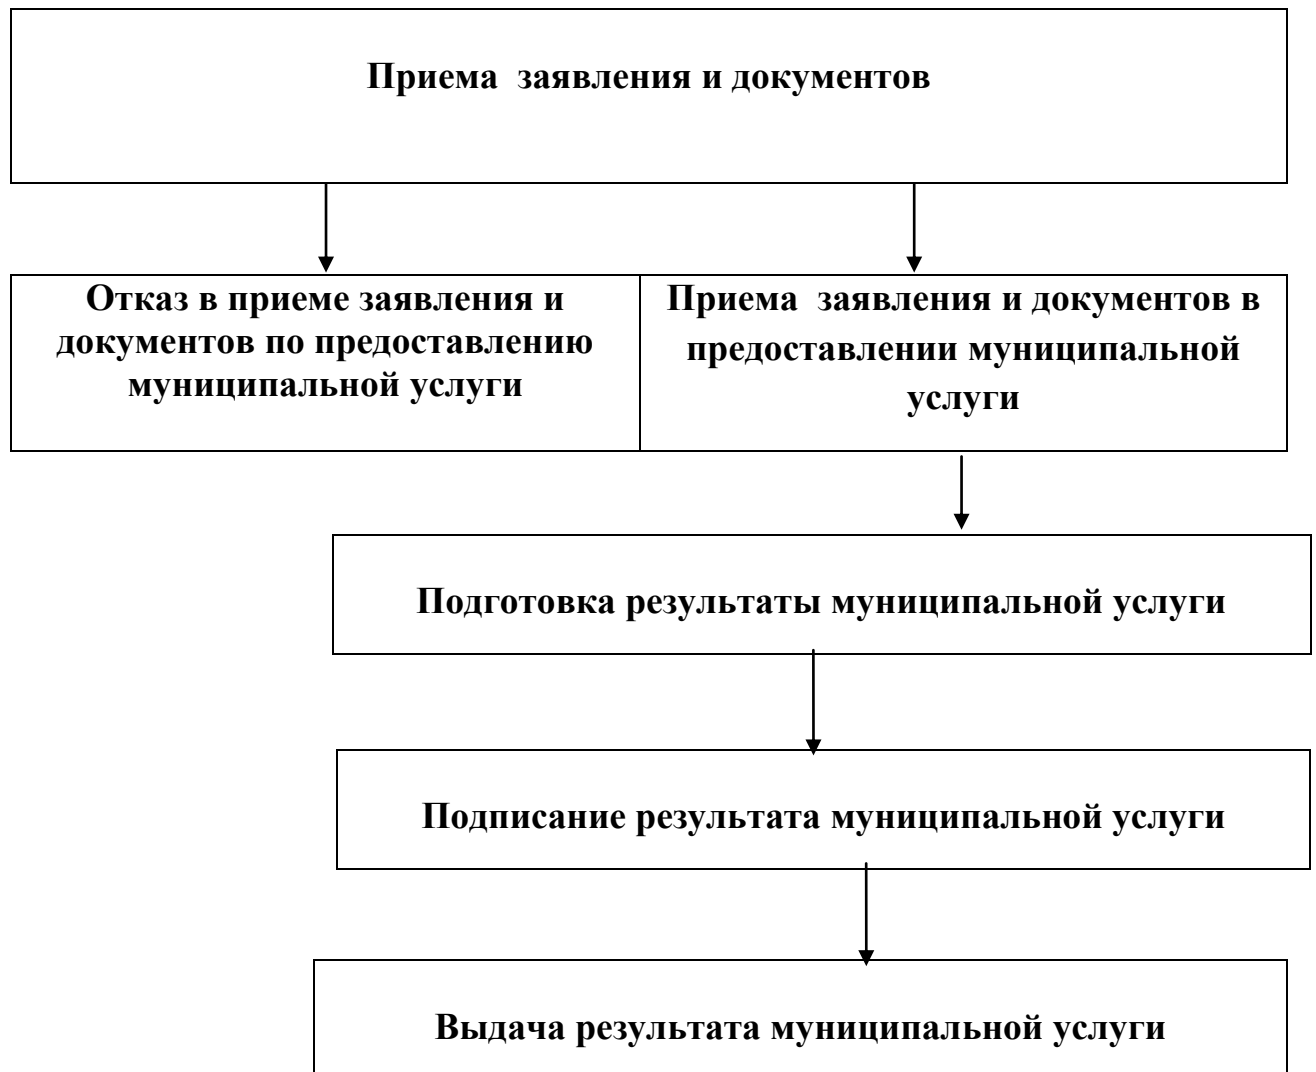 Приема  заявления и документов
Отказ в приеме заявления и
документов по предоставлению
муниципальной услуги
Приема  заявления и документов в
предоставлении муниципальной
услуги
Подготовка результаты муниципальной услуги
Подписание результата муниципальной услуги
Выдача результата муниципальной услуги